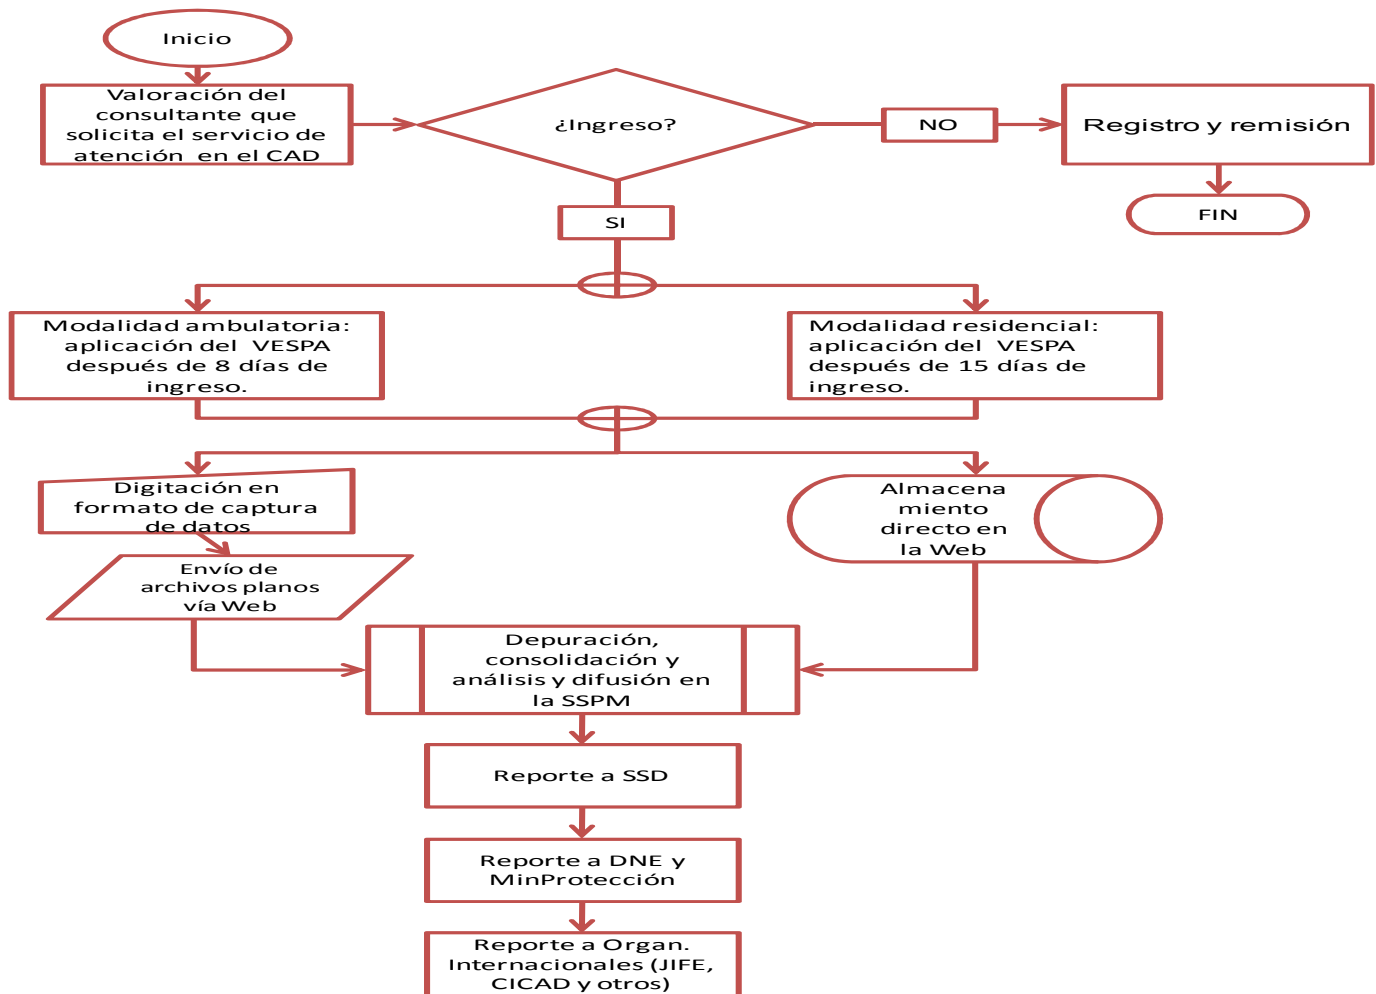 Inicio
Valoración del
consultante que
solicita el servicio de
atención en el CAD
¿Ingreso?
NO
Registro y remisión
FIN
SI
Modalidad ambulatoria:
aplicación del VESPA
después de 8 días de
ingreso.
Modalidad residencial:
aplicación del VESPA
después de 15 días de
ingreso.
Digitación en
formato de captura
de datos
Almacena
miento
directo en
la Web
Envío de
archivos planos
vía Web
Depuración,
consolidación y
análisis y difusión en
la SSPM
Reporte a SSD
Reporte a DNE y
MinProtección
Reporte a Organ.
Internacionales (JIFE,
CICAD y otros)